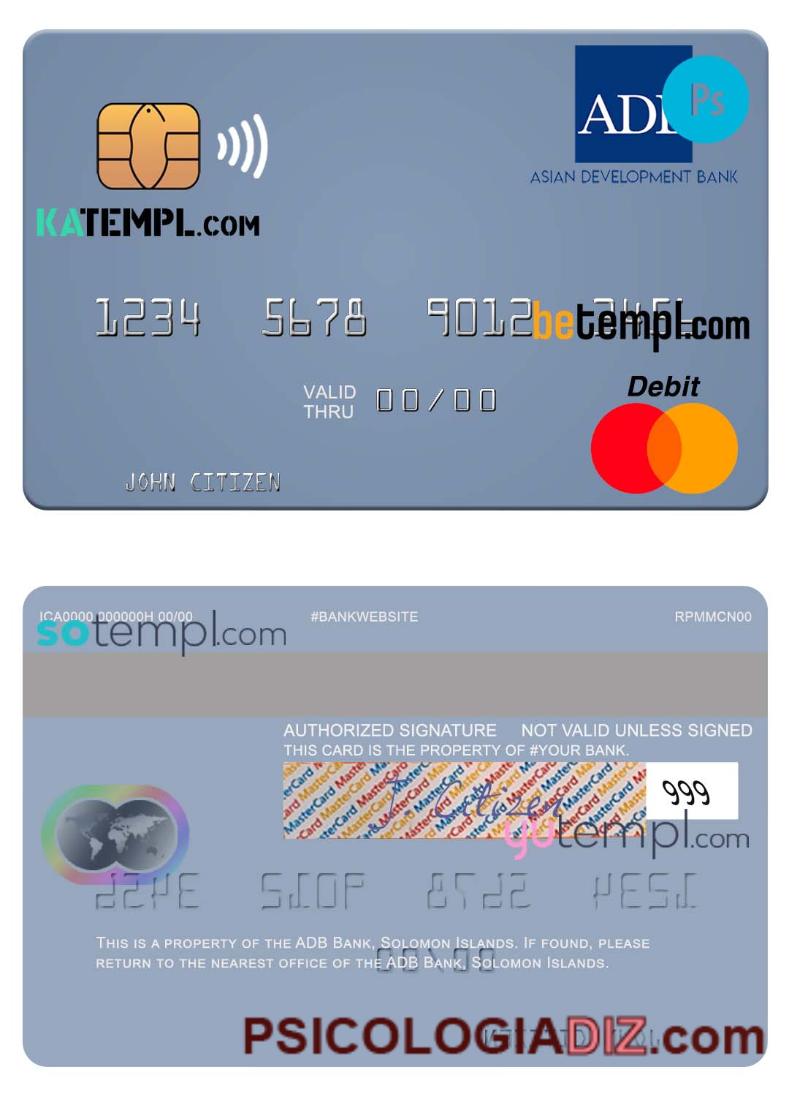 ADB
Ps
ASIAN DEVELOPMENT BANK
KATEMPL.COM
1234 5678 9012 3456
betempl.com
VALID THRU 00/00
Debit
JOHN CITIZEN
ICA0000 000000H 00/00 #BANKWEBSITE RPMMCN00
sotempl.com
AUTHORIZED SIGNATURE NOT VALID UNLESS SIGNED
THIS CARD IS THE PROPERTY OF #YOUR BANK.
MasterCard MasterCard MasterCard
J Citizen
999
yutempl.com
THIS IS A PROPERTY OF THE ADB BANK, SOLOMON ISLANDS. IF FOUND, PLEASE
RETURN TO THE NEAREST OFFICE OF THE ADB BANK, SOLOMON ISLANDS.
PSICOLOGIADIZ.com